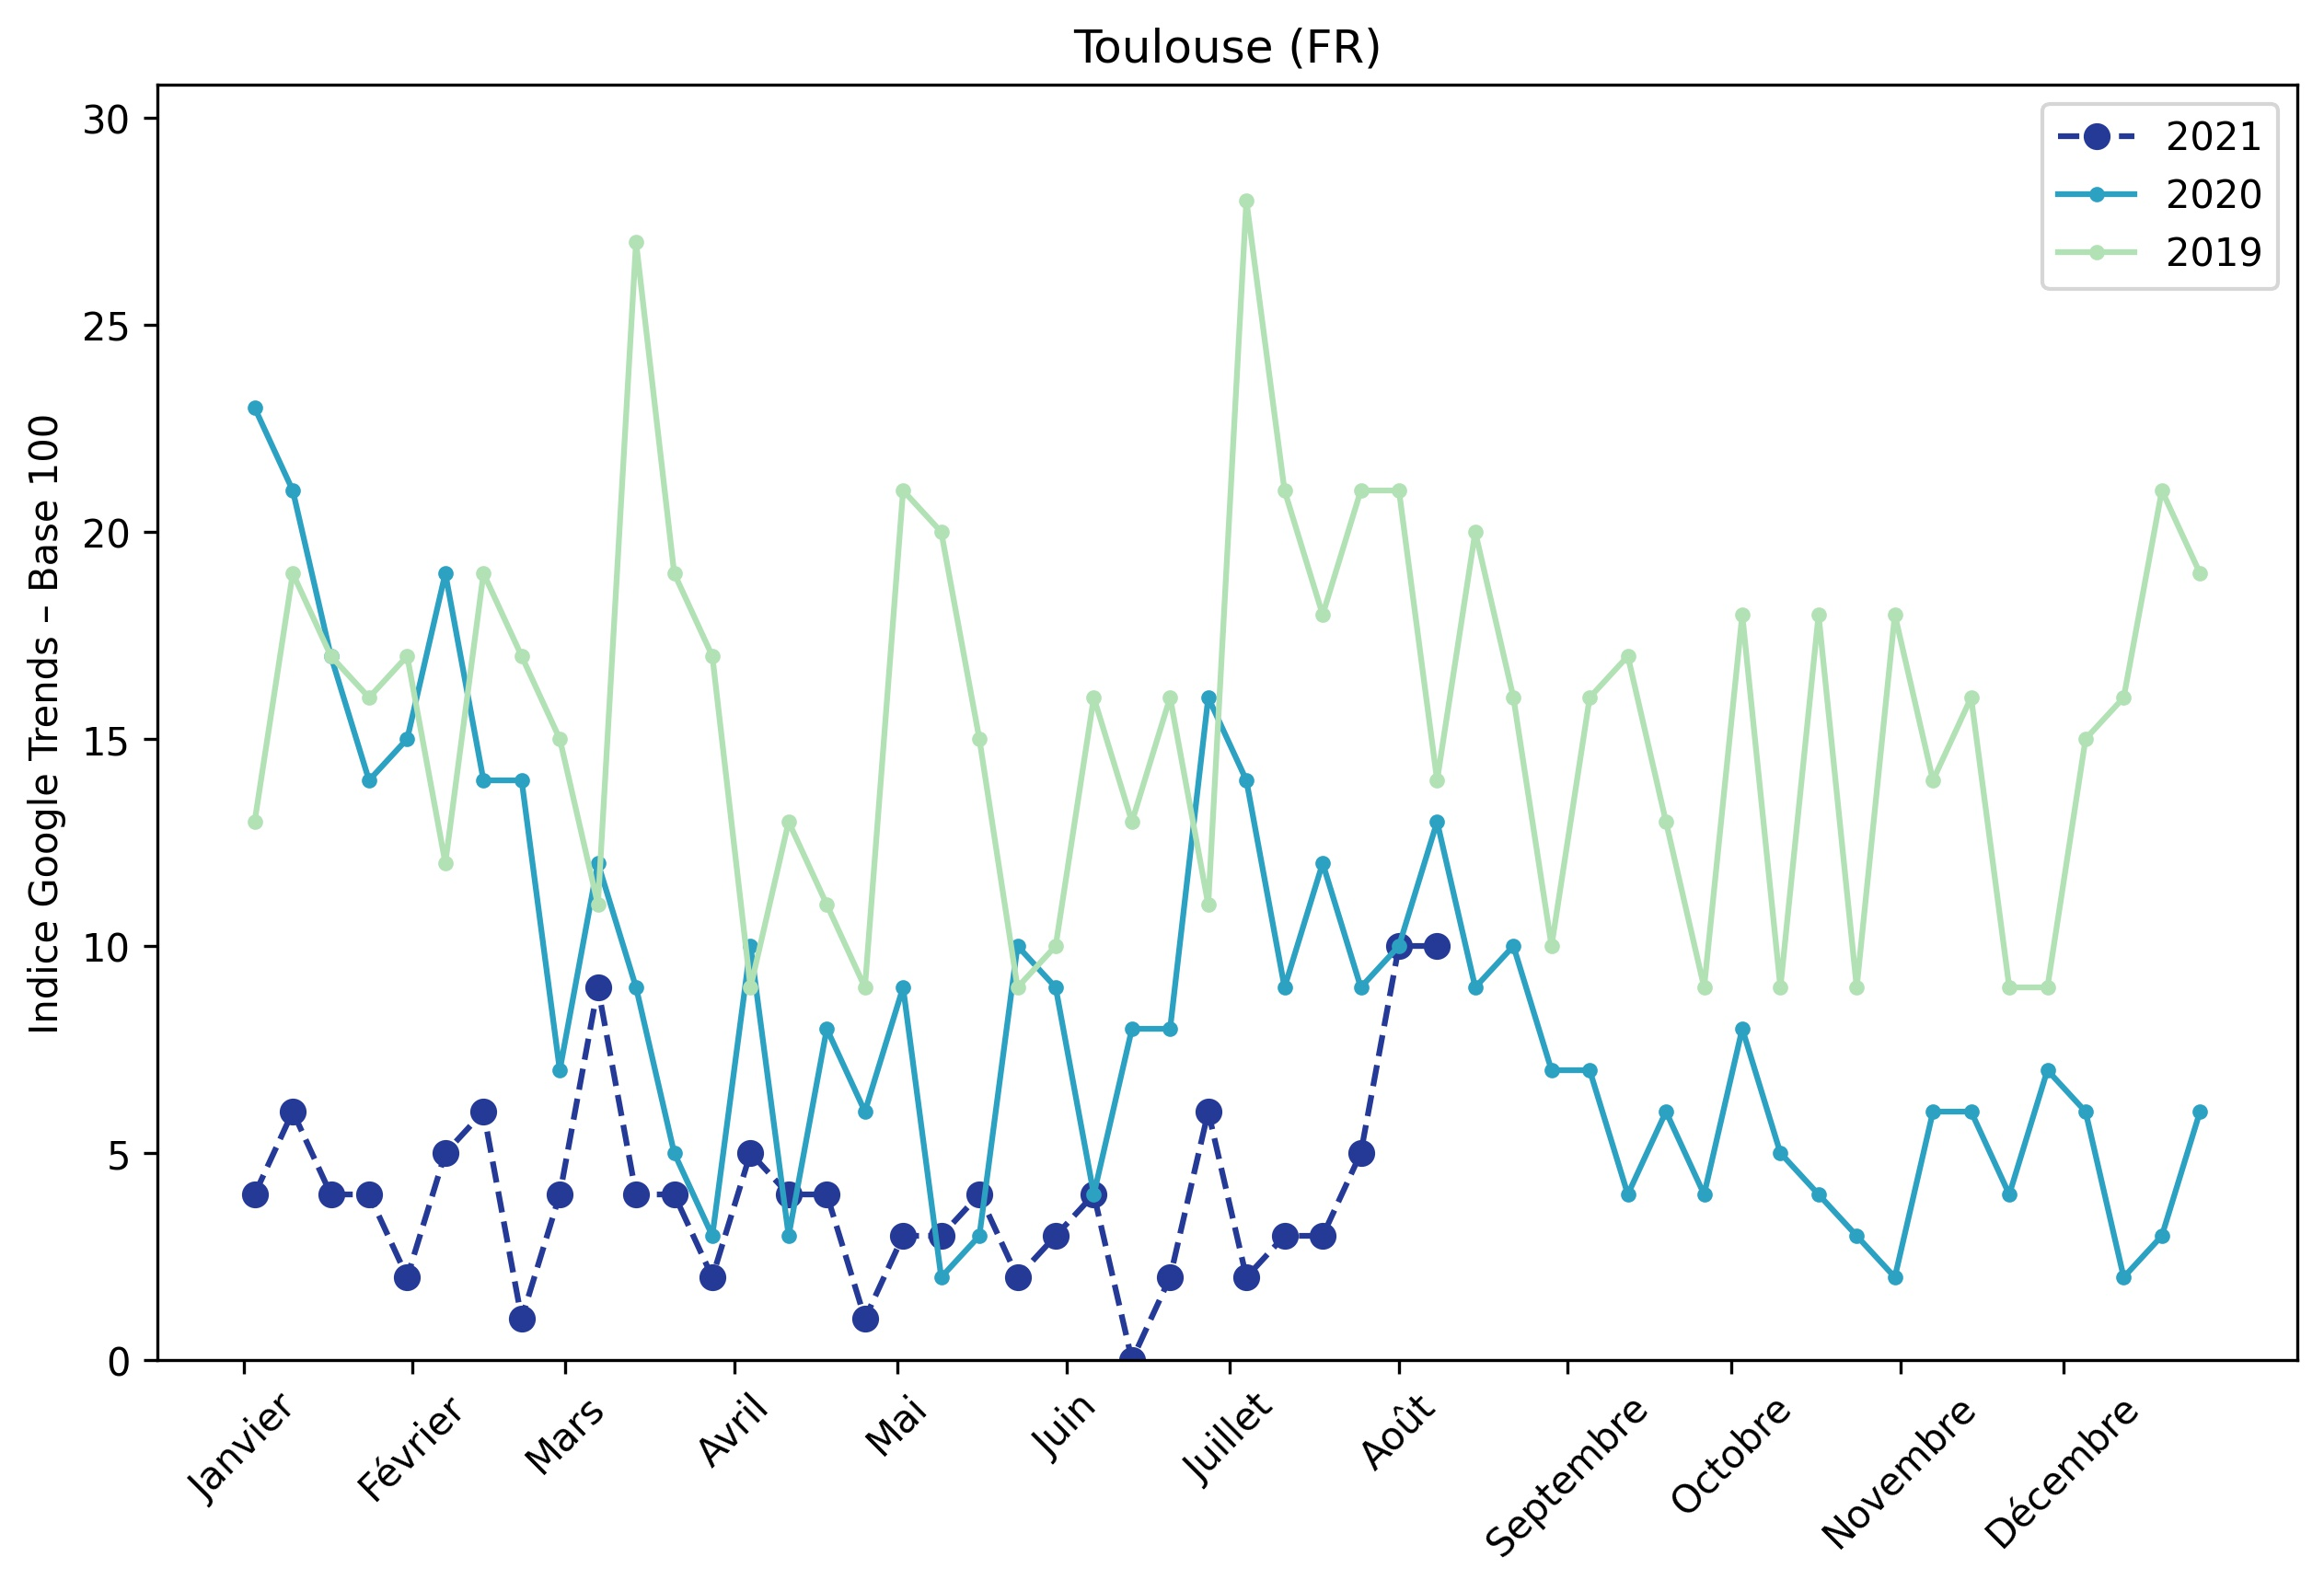 Toulouse (FR)
Indice Google Trends – Base 100
30
25
20
15
10
5
0
2021
2020
2019
Janvier
Février
Mars
Avril
Mai
Juin
Juillet
Août
Septembre
Octobre
Novembre
Décembre